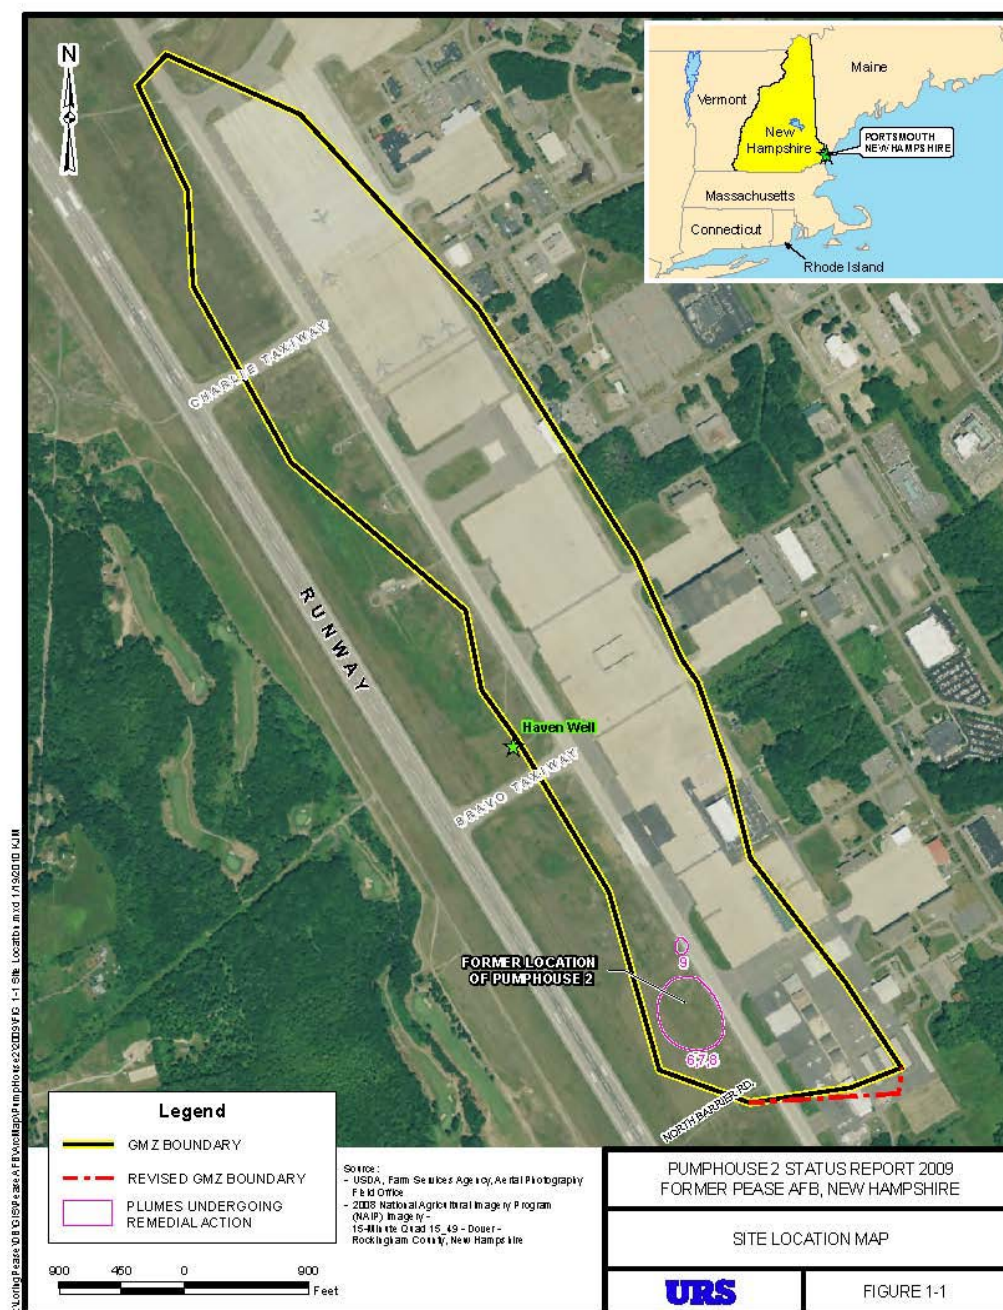 N
Maine
Vermont
New
Hampshire
PORTSMOUTH
NEW HAMPSHIRE
Massachusetts
Connecticut
Rhode Island
CHARLIE TAXIWAY
RUNWAY
Haven Well
BRAVO TAXIWAY
FORMER LOCATION
OF PUMPHOUSE 2
9
6,7,8
NORTH BARRIER RD.
Legend
GMZ BOUNDARY
REVISED GMZ BOUNDARY
PLUMES UNDERGOING
REMEDIAL ACTION
900 450 0 900
Feet
Source:
- USDA, Farm Services Agency, Aerial Photography
Field Office
- 2008 National Agricultural Imagery Program
(NAIP) Imagery -
15-Minute Quad 15_49 - Dover -
Rockingham County, New Hampshire
PUMPHOUSE 2 STATUS REPORT 2009
FORMER PEASE AFB, NEW HAMPSHIRE
SITE LOCATION MAP
URS
FIGURE 1-1